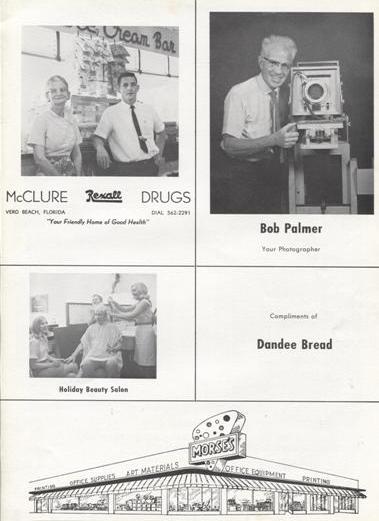 Ice Cream Bar
McCLURE Rexall DRUGS
VERO BEACH, FLORIDA DIAL 562-2291
"Your Friendly Home of Good Health"
Bob Palmer
Your Photographer
Holiday Beauty Salon
Compliments of
Dandee Bread
MORSE'S
PRINTING OFFICE SUPPLIES ART MATERIALS OFFICE EQUIPMENT PRINTING